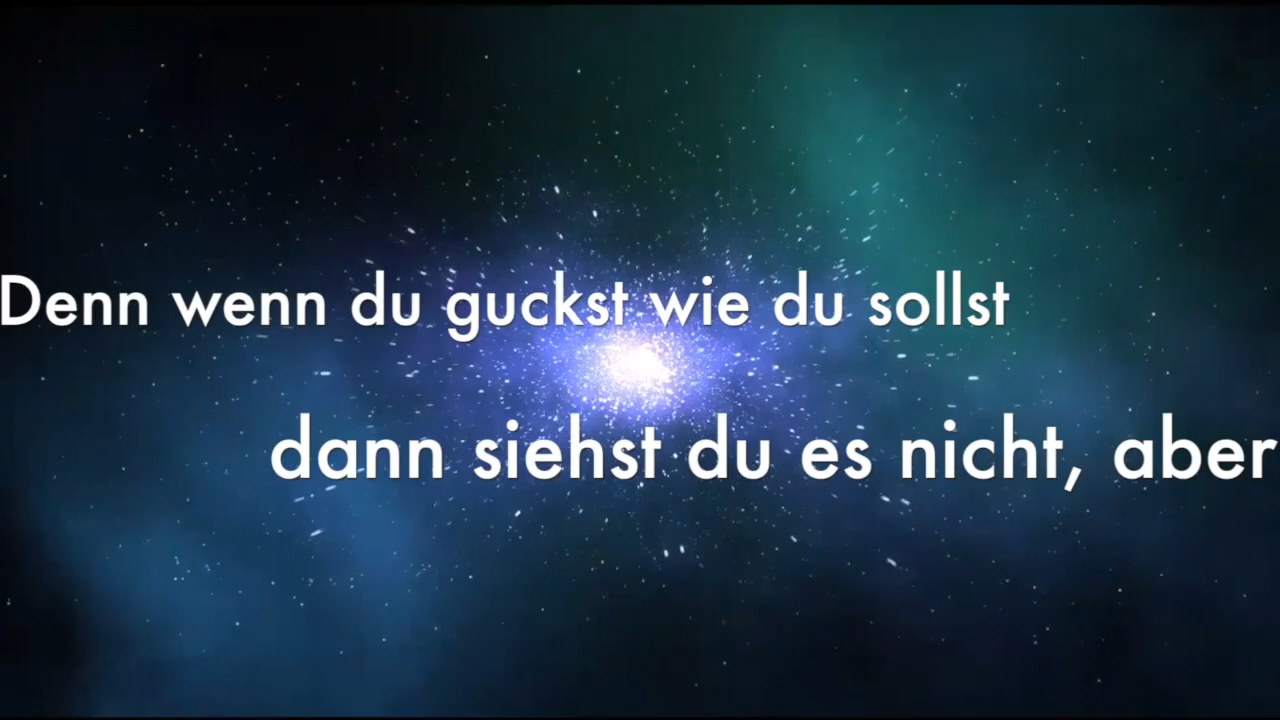 Denn wenn du guckst wie du sollst
dann siehst du es nicht, aber